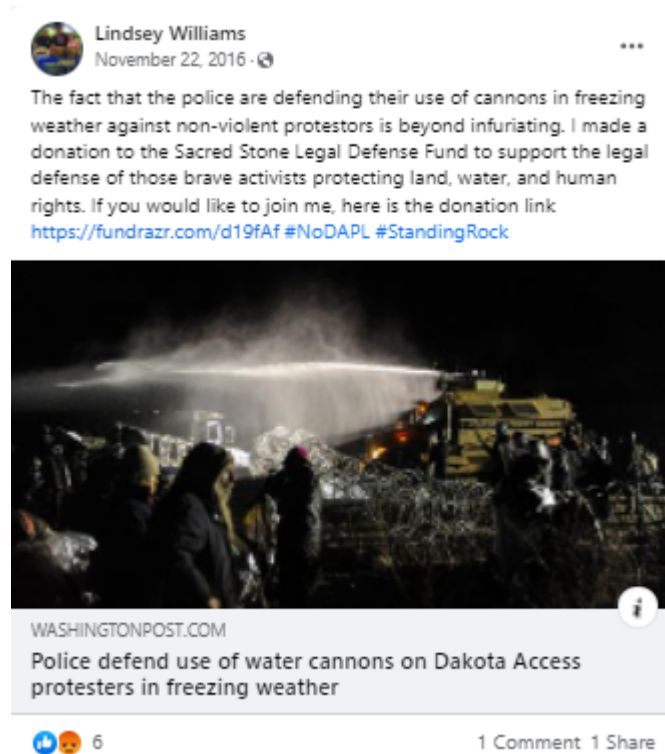 Lindsey Williams
November 22, 2016 ·
The fact that the police are defending their use of cannons in freezing
weather against non-violent protestors is beyond infuriating. I made a
donation to the Sacred Stone Legal Defense Fund to support the legal
defense of those brave activists protecting land, water, and human
rights. If you would like to join me, here is the donation link
https://fundrazr.com/d19fAf #NoDAPL #StandingRock
i
WASHINGTONPOST.COM
Police defend use of water cannons on Dakota Access
protesters in freezing weather
6 1 Comment 1 Share